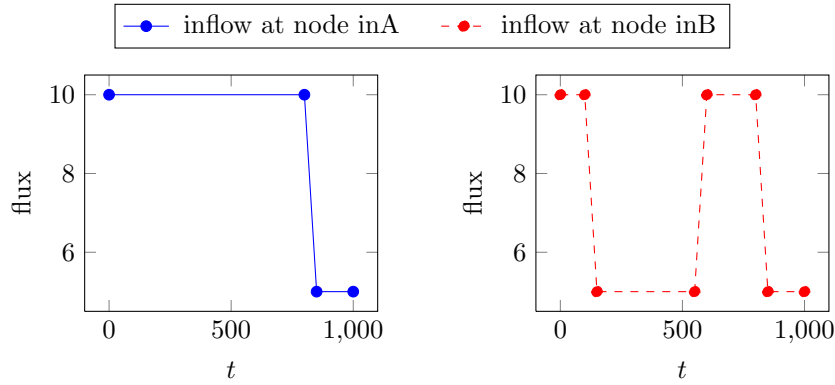 inflow at node inA
inflow at node inB
10
8
6
flux
0
500
1,000
t
10
8
6
flux
0
500
1,000
t